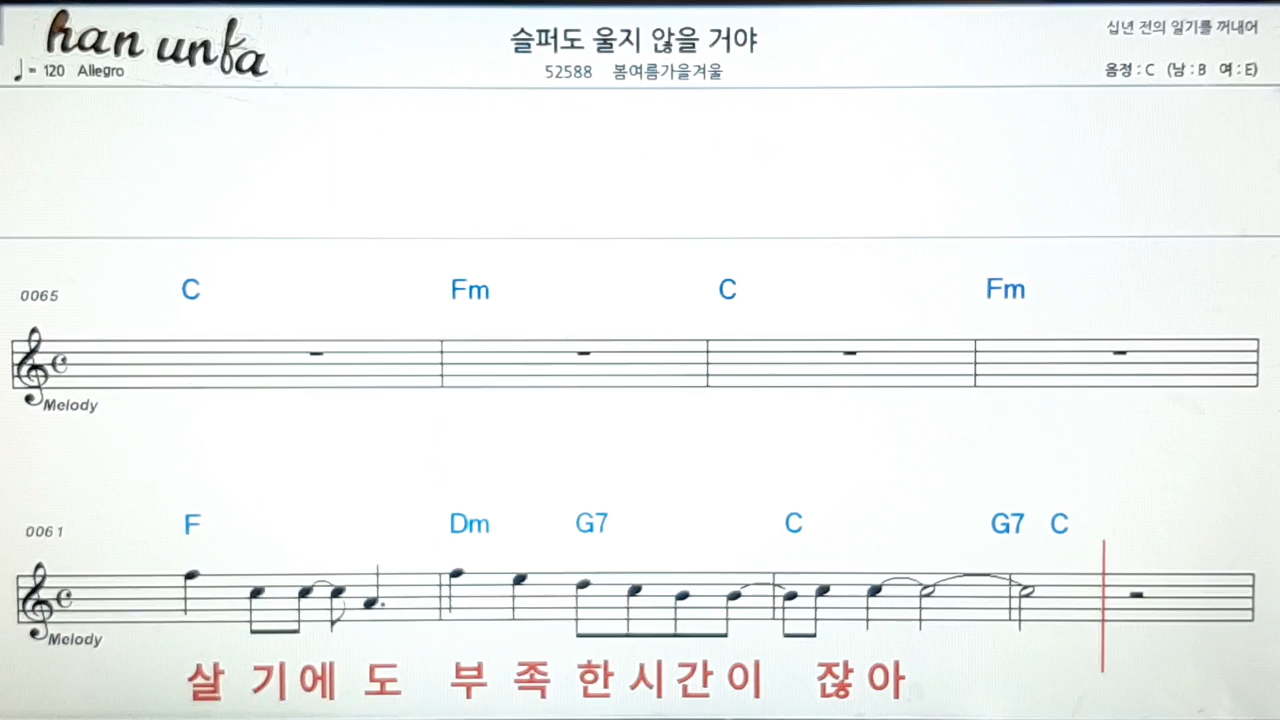 han unfa
슬퍼도 울지 않을 거야
십년 전의 일기를 꺼내어
♩= 120 Allegro
52588 봄여름가을겨울
음정 : C (남 : B 여 : E)
0065 C Fm C Fm
Melody
0061 F Dm G7 C G7 C
Melody
살 기에 도 부 족 한 시 간 이 잖 아